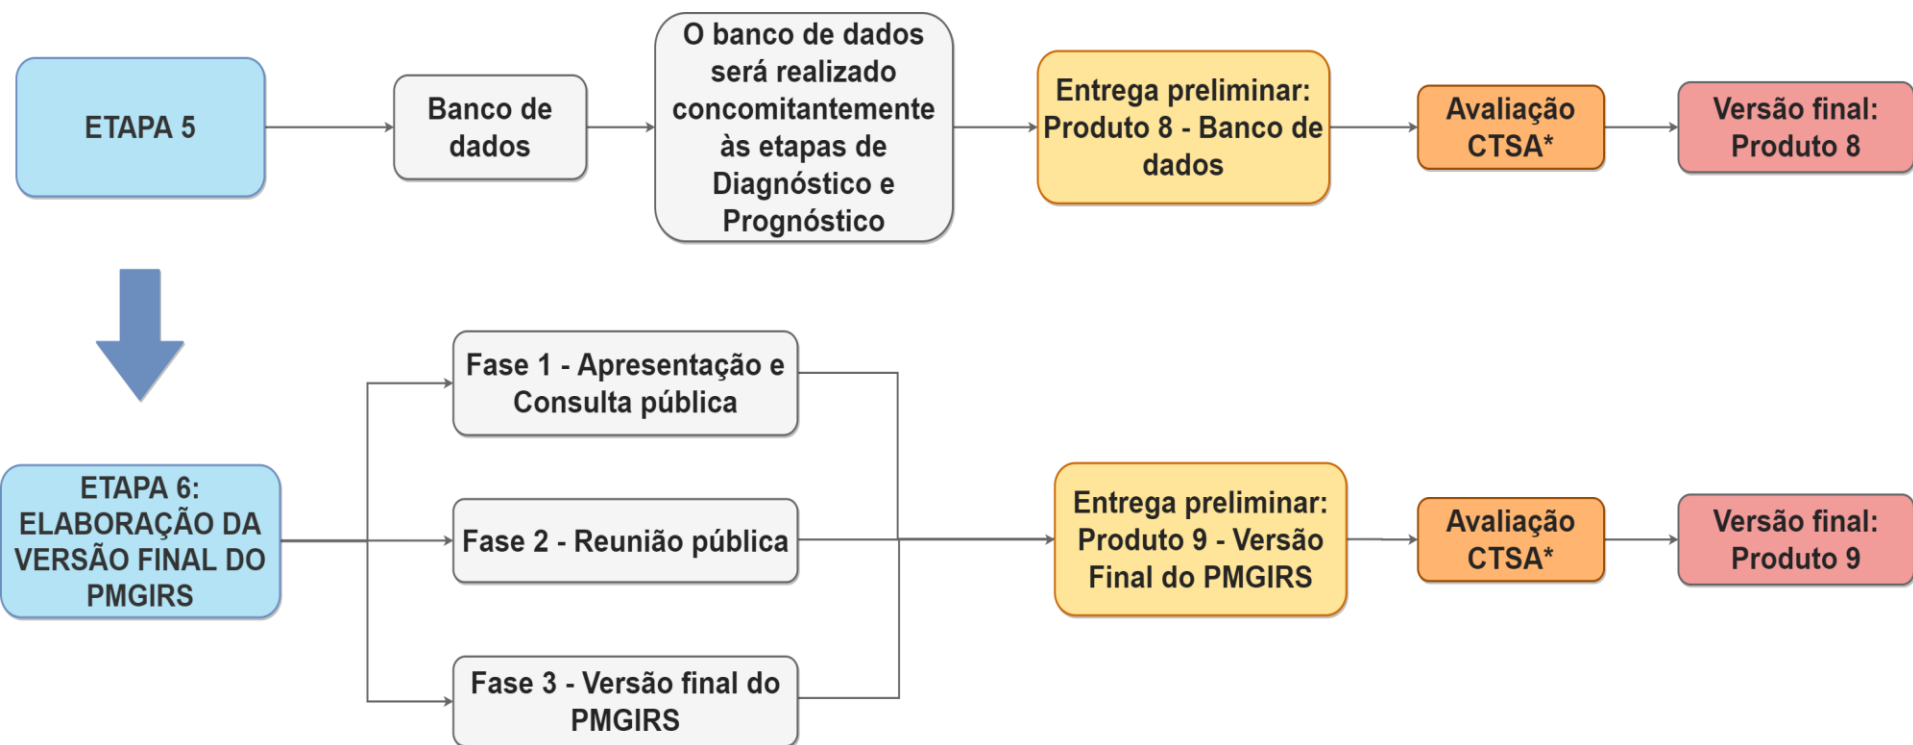 ETAPA 5
Banco de
dados
O banco de dados
será realizado
concomitantemente
às etapas de
Diagnóstico e
Prognóstico
Entrega preliminar:
Produto 8 - Banco de
dados
Avaliação
CTSA*
Versão final:
Produto 8
ETAPA 6:
ELABORAÇÃO DA
VERSÃO FINAL DO
PMGIRS
Fase 1 - Apresentação e
Consulta pública
Fase 2 - Reunião pública
Fase 3 - Versão final do
PMGIRS
Entrega preliminar:
Produto 9 - Versão
Final do PMGIRS
Avaliação
CTSA*
Versão final:
Produto 9